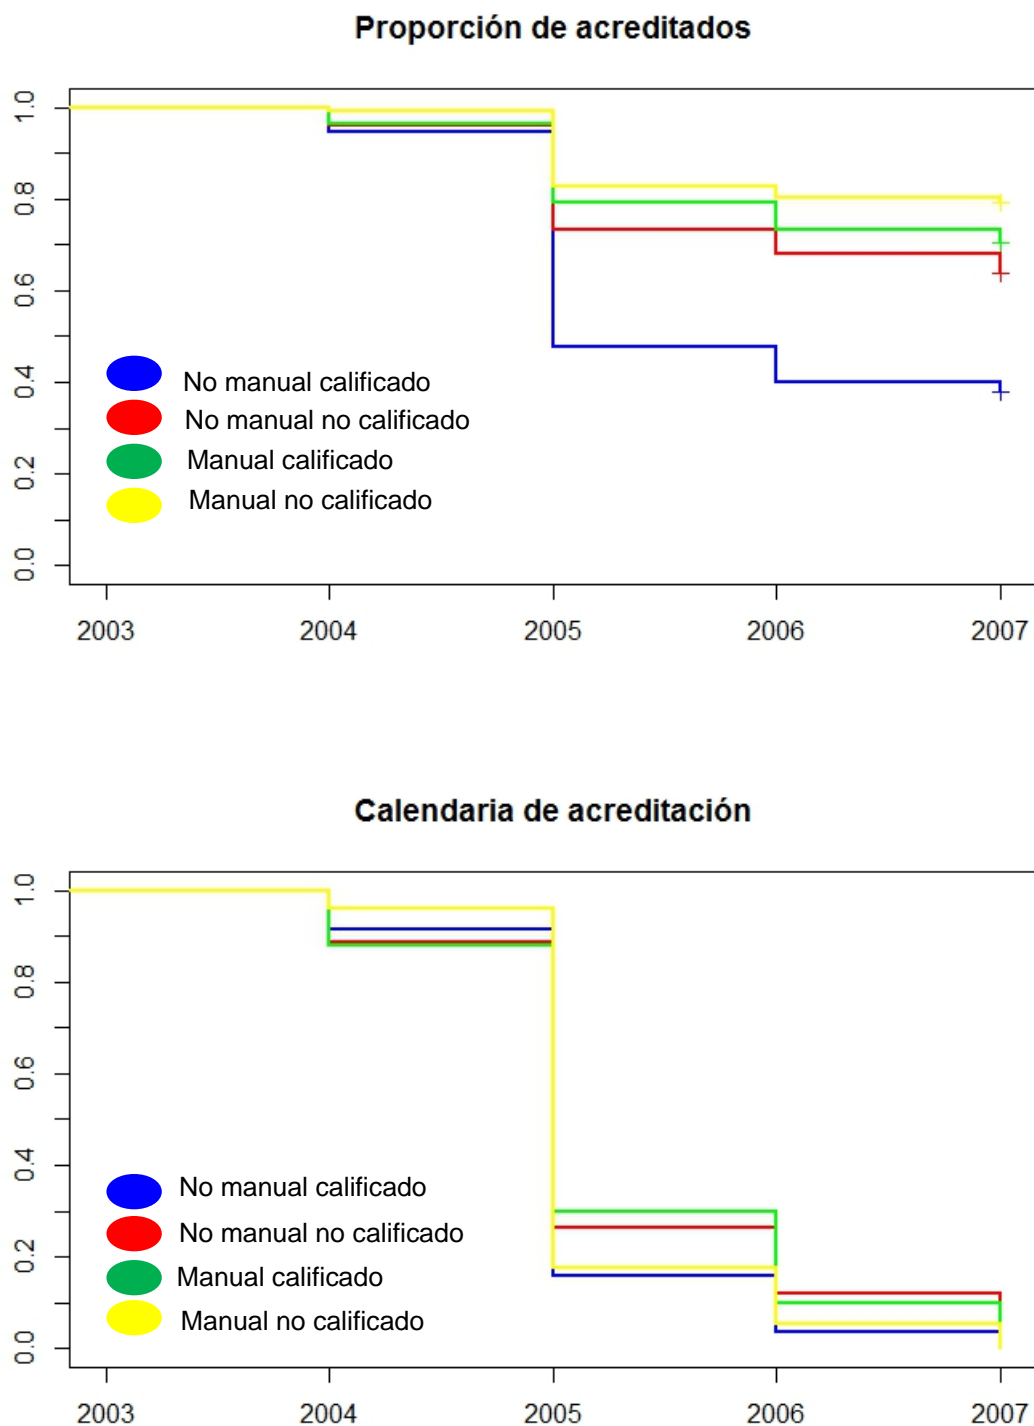 Proporción de acreditados
1.0
0.8
0.6
0.4
0.2
0.0
No manual calificado
No manual no calificado
Manual calificado
Manual no calificado
2003 2004 2005 2006 2007
Calendaria de acreditación
1.0
0.8
0.6
0.4
0.2
0.0
No manual calificado
No manual no calificado
Manual calificado
Manual no calificado
2003 2004 2005 2006 2007